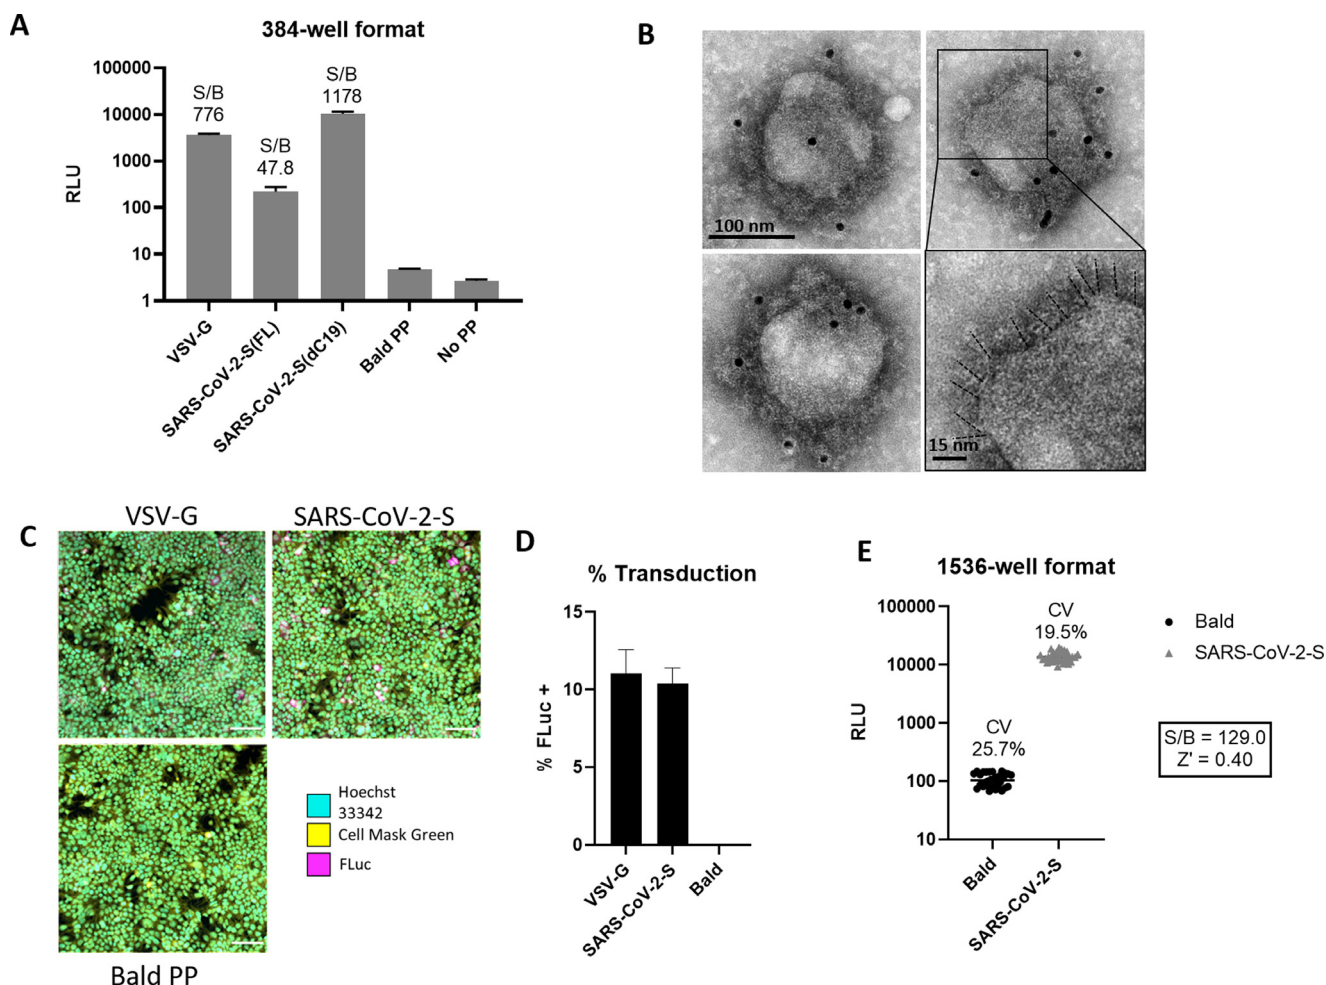 A
384-well format
100000
10000
1000
100
10
1
RLU
S/B
776
S/B
47.8
S/B
1178
VSV-G
SARS-CoV-2-S(FL)
SARS-CoV-2-S(dC19)
Bald PP
No PP
B
100 nm
15 nm
C
VSV-G
SARS-CoV-2-S
Bald PP
Hoechst
33342
Cell Mask Green
FLuc
D
% Transduction
15
10
5
0
% FLuc +
VSV-G
SARS-CoV-2-S
Bald
E
1536-well format
100000
10000
1000
100
10
RLU
CV
25.7%
CV
19.5%
Bald
SARS-CoV-2-S
Bald
SARS-CoV-2-S
S/B = 129.0
Z' = 0.40